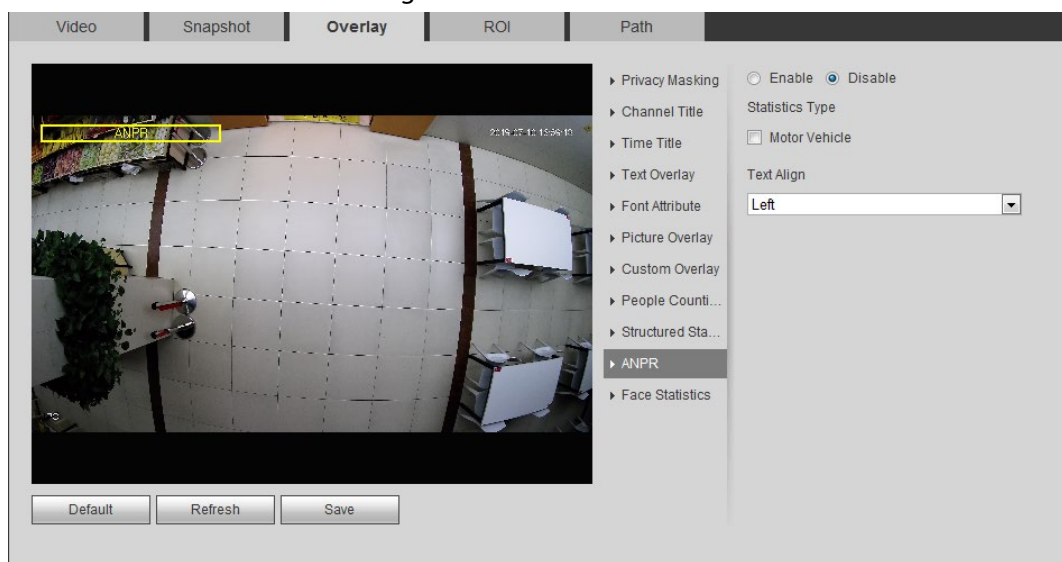 Video Snapshot Overlay ROI Path
Privacy Masking
Channel Title
Time Title
Text Overlay
Font Attribute
Picture Overlay
Custom Overlay
People Counti...
Structured Sta...
ANPR
Face Statistics
Enable Disable
Statistics Type
Motor Vehicle
Text Align
Left
ANPR
Default Refresh Save